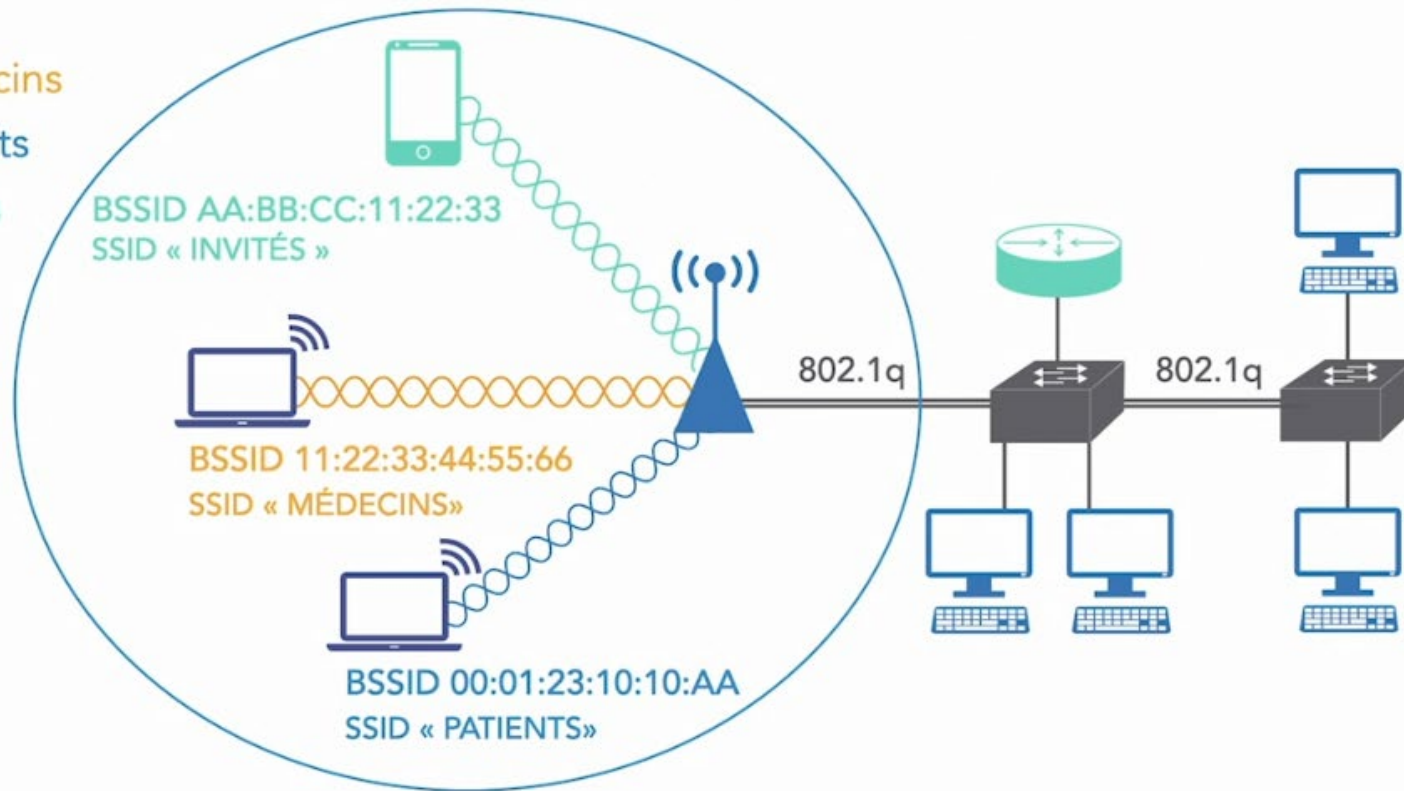 cins
ts
BSSID AA:BB:CC:11:22:33
SSID « INVITÉS »
802.1q
802.1q
BSSID 11:22:33:44:55:66
SSID « MÉDECINS»
BSSID 00:01:23:10:10:AA
SSID « PATIENTS»